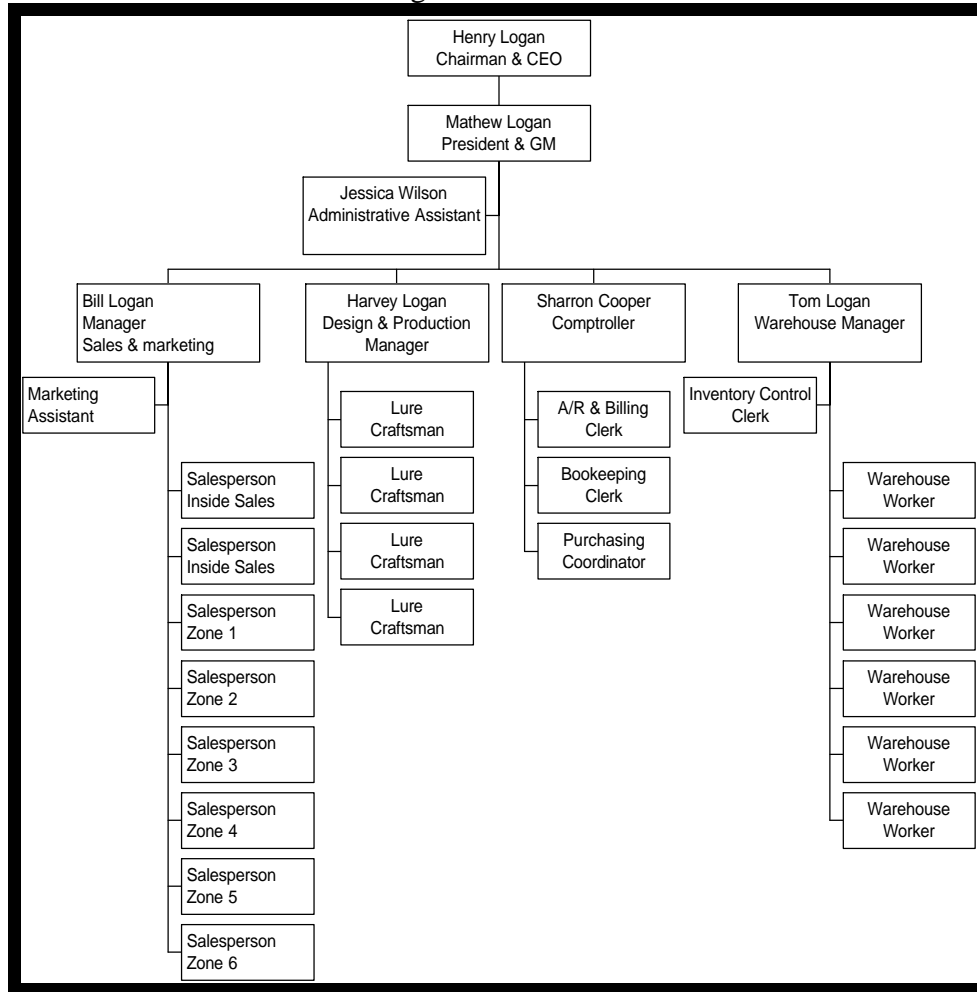 Henry Logan
Chairman & CEO
Mathew Logan
President & GM
Jessica Wilson
Administrative Assistant
Bill Logan
Manager
Sales & marketing
Harvey Logan
Design & Production
Manager
Sharron Cooper
Comptroller
Tom Logan
Warehouse Manager
Marketing
Assistant
Salesperson
Inside Sales
Salesperson
Inside Sales
Salesperson
Zone 1
Salesperson
Zone 2
Salesperson
Zone 3
Salesperson
Zone 4
Salesperson
Zone 5
Salesperson
Zone 6
Lure
Craftsman
Lure
Craftsman
Lure
Craftsman
Lure
Craftsman
A/R & Billing
Clerk
Bookeeping
Clerk
Purchasing
Coordinator
Inventory Control
Clerk
Warehouse
Worker
Warehouse
Worker
Warehouse
Worker
Warehouse
Worker
Warehouse
Worker
Warehouse
Worker